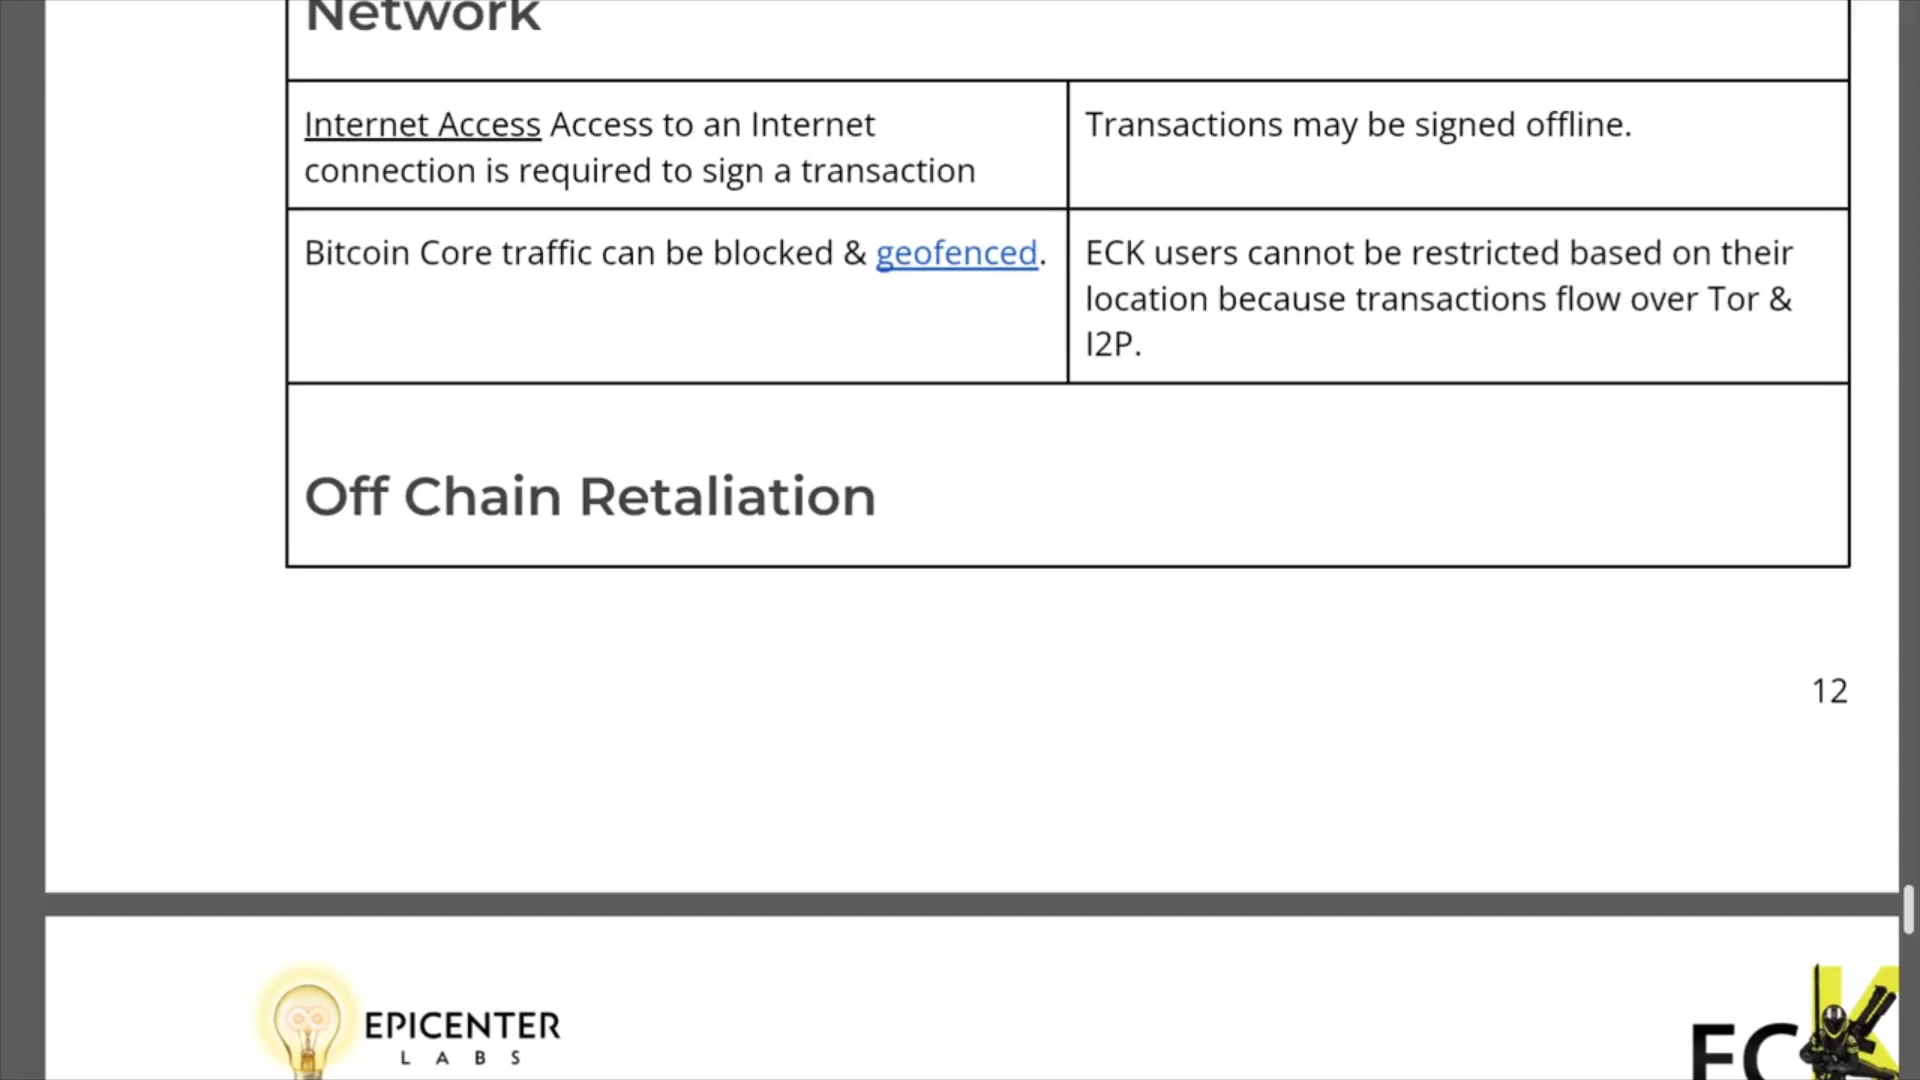 Network
Internet Access Access to an Internet
connection is required to sign a transaction
Transactions may be signed offline.
Bitcoin Core traffic can be blocked & geofenced.
ECK users cannot be restricted based on their
location because transactions flow over Tor &
I2P.
Off Chain Retaliation
12
EPICENTER
LABS
ECK